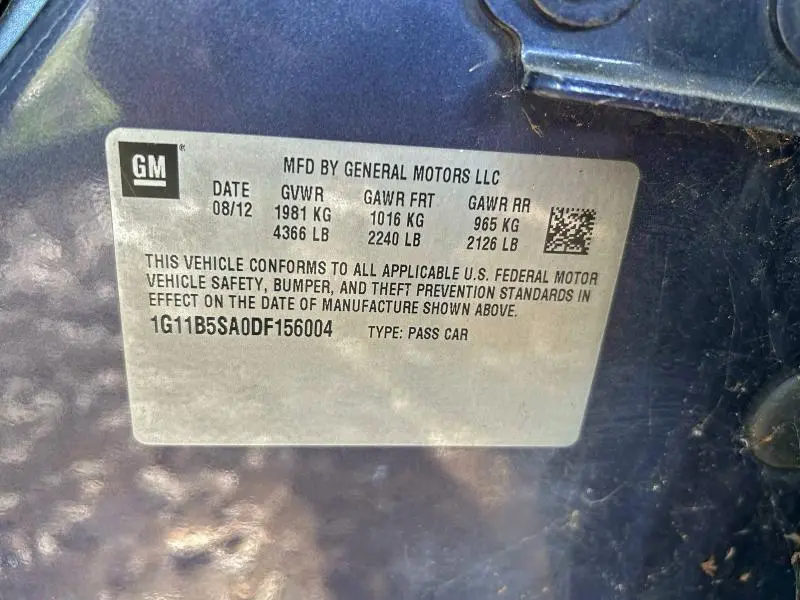 GM®
MFD BY GENERAL MOTORS LLC
DATE GVWR GAWR FRT GAWR RR
08/12 1981 KG 1016 KG 965 KG
4366 LB 2240 LB 2126 LB
THIS VEHICLE CONFORMS TO ALL APPLICABLE U.S. FEDERAL MOTOR
VEHICLE SAFETY, BUMPER, AND THEFT PREVENTION STANDARDS IN
EFFECT ON THE DATE OF MANUFACTURE SHOWN ABOVE.
1G11B5SA0DF156004 TYPE: PASS CAR